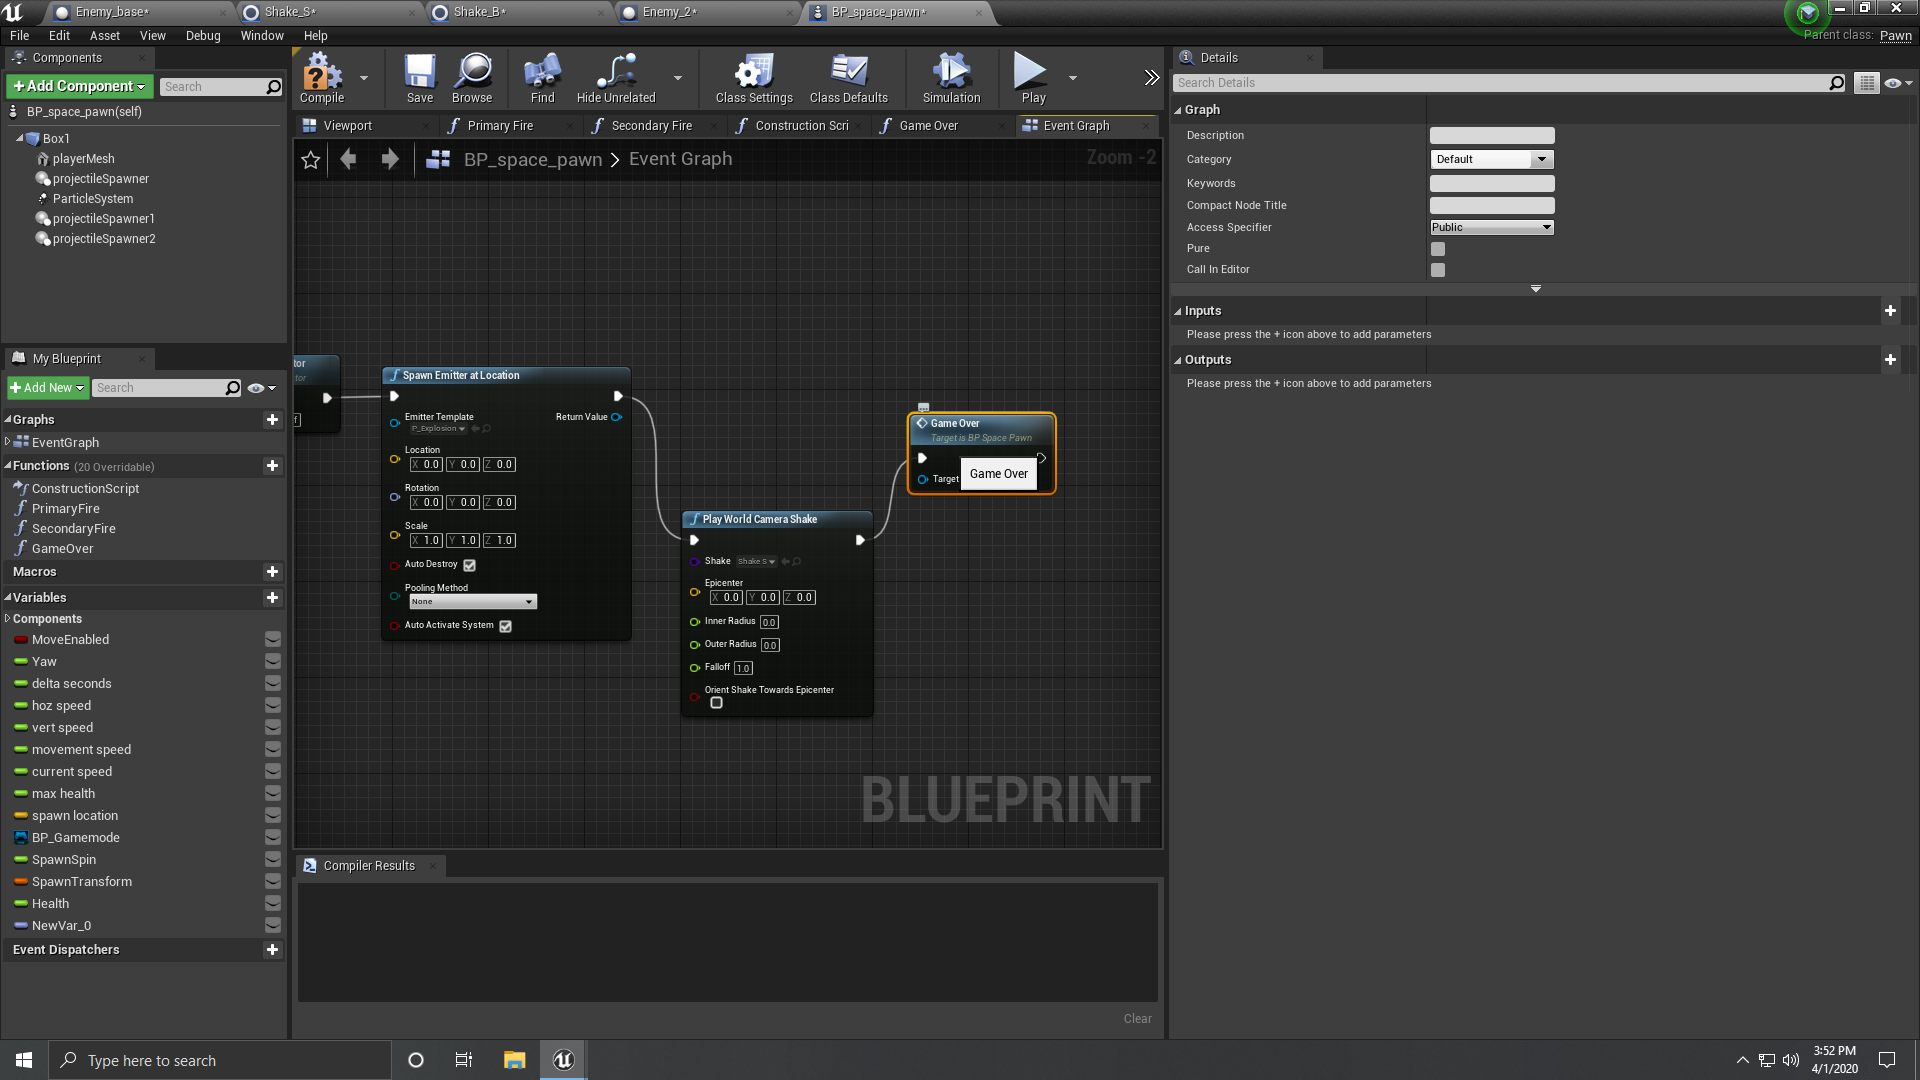 Enemy_base*
Shake_S*
Shake_B*
Enemy_2*
BP_space_pawn*
File Edit Asset View Debug Window Help
Parent class: Pawn
Components
Add Component
Search
BP_space_pawn(self)
Box1
playerMesh
projectileSpawner
ParticleSystem
projectileSpawner1
projectileSpawner2
My Blueprint
Add New
Search
Graphs
EventGraph
Functions (20 Overridable)
ConstructionScript
PrimaryFire
SecondaryFire
GameOver
Macros
Variables
Components
MoveEnabled
Yaw
delta seconds
hoz speed
vert speed
movement speed
current speed
max health
spawn location
BP_Gamemode
SpawnSpin
SpawnTransform
Health
NewVar_0
Event Dispatchers
Compile
Save
Browse
Find
Hide Unrelated
Class Settings
Class Defaults
Simulation
Play
Viewport
Primary Fire
Secondary Fire
Construction Scri
Game Over
Event Graph
BP_space_pawn > Event Graph
Zoom -2
tor
tor
Spawn Emitter at Location
Emitter Template
P_Explosion
Return Value
Location
X 0.0 Y 0.0 Z 0.0
Rotation
X 0.0 Y 0.0 Z 0.0
Scale
X 1.0 Y 1.0 Z 1.0
Auto Destroy
Pooling Method
None
Auto Activate System
Play World Camera Shake
Shake Shake S
Epicenter
X 0.0 Y 0.0 Z 0.0
Inner Radius 0.0
Outer Radius 0.0
Falloff 1.0
Orient Shake Towards Epicenter
Game Over
Target is BP Space Pawn
Target
Game Over
BLUEPRINT
Compiler Results
Clear
Details
Search Details
Graph
Description
Category Default
Keywords
Compact Node Title
Access Specifier Public
Pure
Call In Editor
Inputs
Please press the + icon above to add parameters
Outputs
Please press the + icon above to add parameters
Type here to search
3:52 PM
4/1/2020